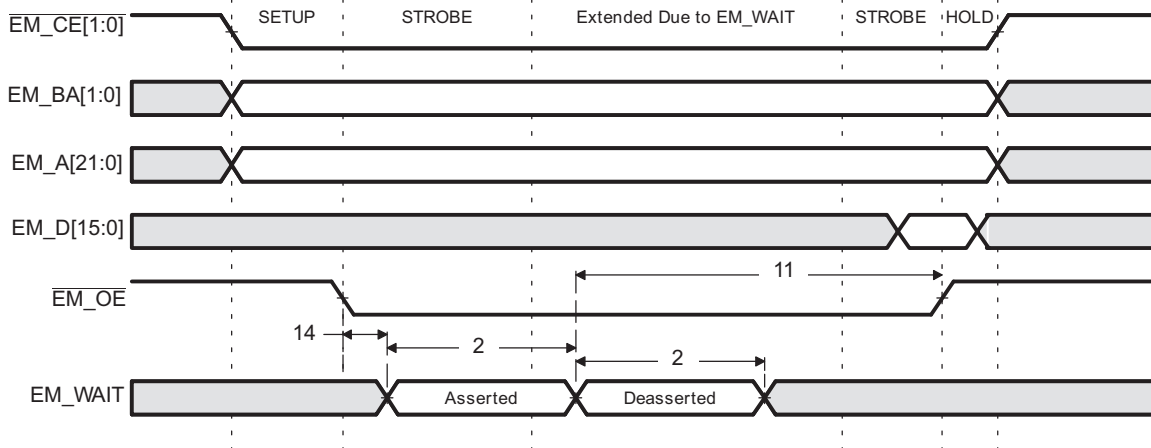 EM_CE[1:0] SETUP STROBE Extended Due to EM_WAIT STROBE HOLD
EM_BA[1:0]
EM_A[21:0]
EM_D[15:0]
11
EM_OE
14 2 2
EM_WAIT Asserted Deasserted